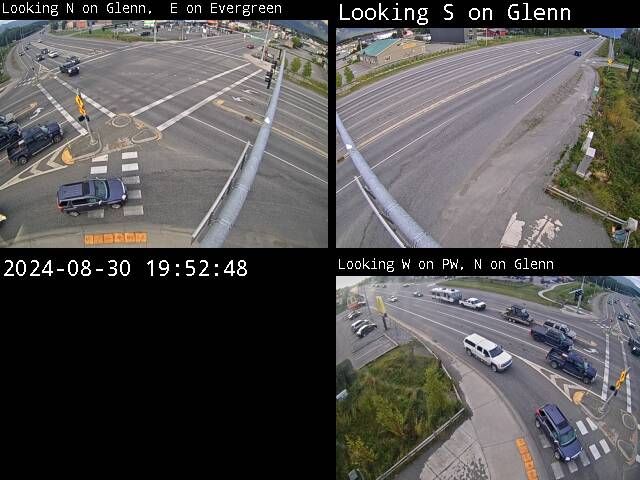 Looking N on Glenn,  E on Evergreen
Looking S on Glenn
2024-08-30 19:52:48
Looking W on PW, N on Glenn